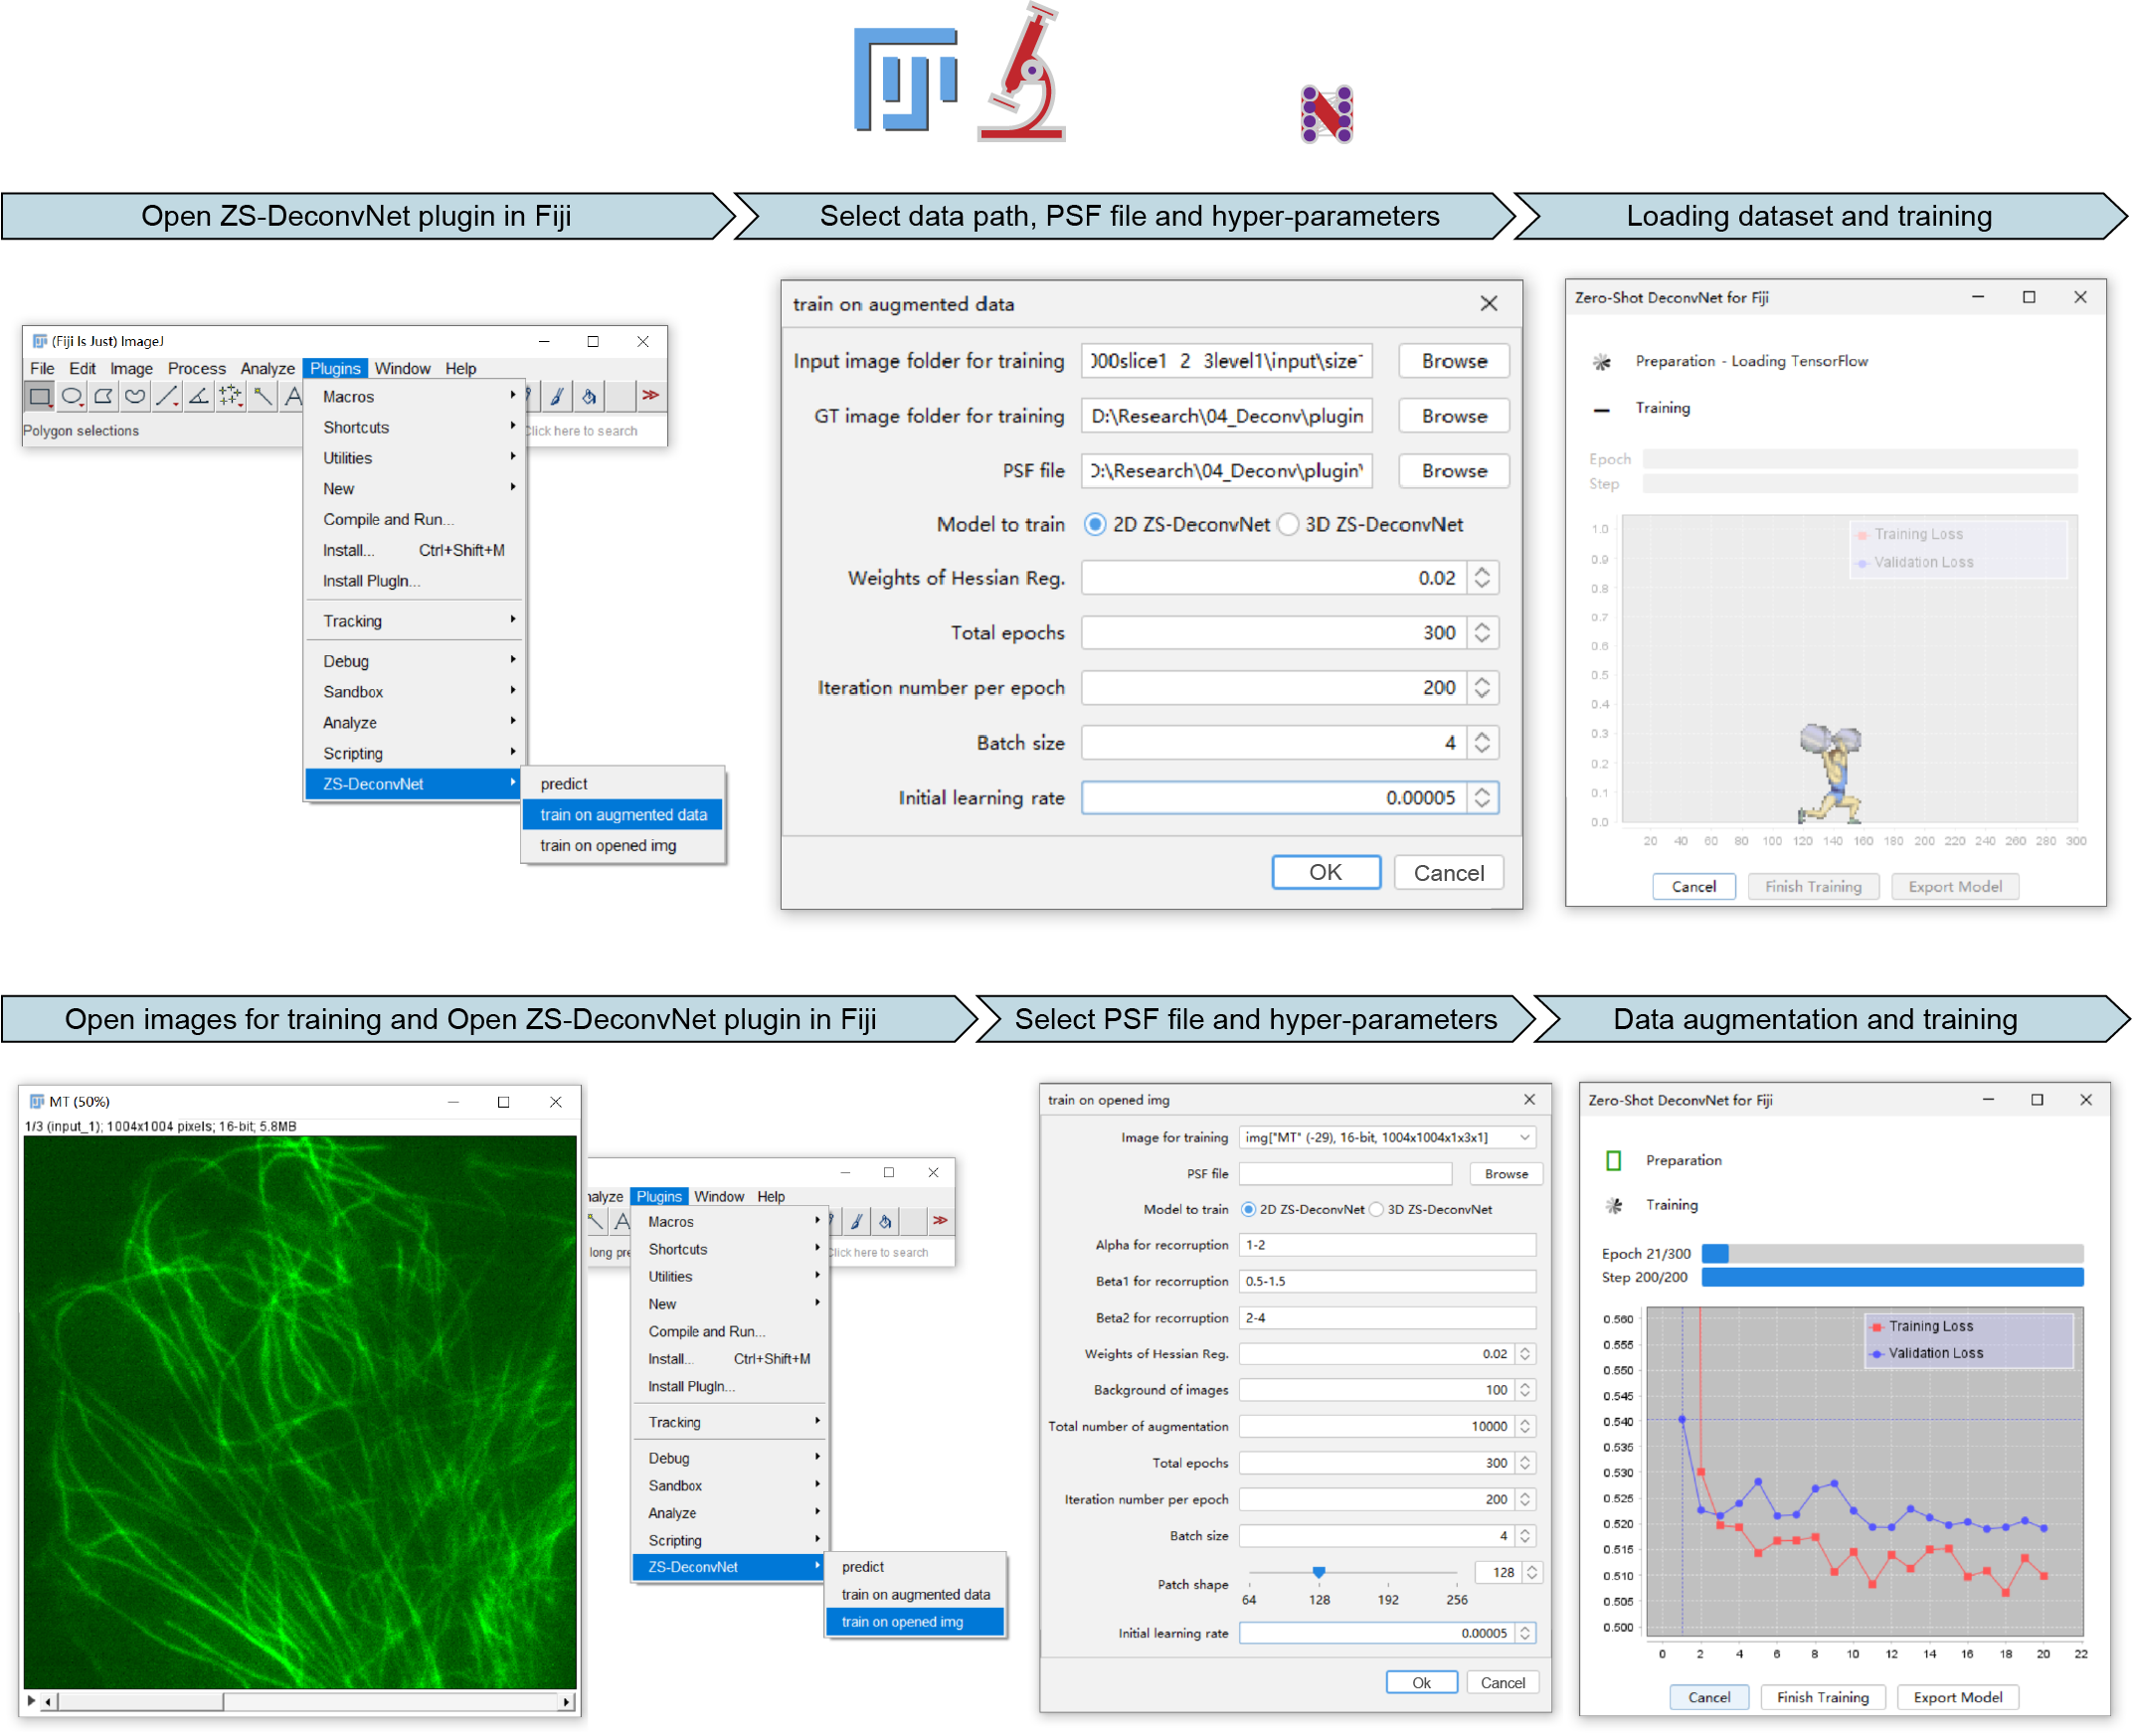 Open ZS-DeconvNet plugin in Fiji
Select data path, PSF file and hyper-parameters
Loading dataset and training
(Fiji Is Just) ImageJ
File Edit Image Process Analyze Plugins Window Help
A
Polygon selections
Click here to search
Macros
Shortcuts
Utilities
New
Compile and Run...
Install... Ctrl+Shift+M
Install PlugIn...
Tracking
Debug
Sandbox
Analyze
Scripting
ZS-DeconvNet
predict
train on augmented data
train on opened img
train on augmented data
Input image folder for training 000slice1 2 3level1\input\size Browse
GT image folder for training D:\Research\04_Deconv\plugin Browse
PSF file D:\Research\04_Deconv\plugin\ Browse
Model to train 2D ZS-DeconvNet 3D ZS-DeconvNet
Weights of Hessian Reg. 0.02
Total epochs 300
Iteration number per epoch 200
Batch size 4
Initial learning rate 0.00005
OK Cancel
Zero-Shot DeconvNet for Fiji
Preparation - Loading TensorFlow
Training
Epoch
Step
Training Loss
Validation Loss
1.0
0.9
0.8
0.7
0.6
0.5
0.4
0.3
0.2
0.1
0.0
20 40 60 80 100 120 140 160 180 200 220 240 260 280 300
Cancel Finish Training Export Model
Open images for training and Open ZS-DeconvNet plugin in Fiji
Select PSF file and hyper-parameters
Data augmentation and training
MT (50%)
1/3 (input_1); 1004x1004 pixels; 16-bit; 5.8MB
nalyze Plugins Window Help
A
long pre
Click here to search
Macros
Shortcuts
Utilities
New
Compile and Run...
Install... Ctrl+Shift+M
Install PlugIn...
Tracking
Debug
Sandbox
Analyze
Scripting
ZS-DeconvNet
predict
train on augmented data
train on opened img
train on opened img
Image for training img["MT" (-29), 16-bit, 1004x1004x1x3x1]
PSF file Browse
Model to train 2D ZS-DeconvNet 3D ZS-DeconvNet
Alpha for recorruption 1-2
Beta1 for recorruption 0.5-1.5
Beta2 for recorruption 2-4
Weights of Hessian Reg. 0.02
Background of images 100
Total number of augmentation 10000
Total epochs 300
Iteration number per epoch 200
Batch size 4
Patch shape 128
64 128 192 256
Initial learning rate 0.00005
Ok Cancel
Zero-Shot DeconvNet for Fiji
Preparation
Training
Epoch 21/300
Step 200/200
Training Loss
Validation Loss
0.560
0.555
0.550
0.545
0.540
0.535
0.530
0.525
0.520
0.515
0.510
0.505
0.500
0 2 4 6 8 10 12 14 16 18 20 22
Cancel Finish Training Export Model